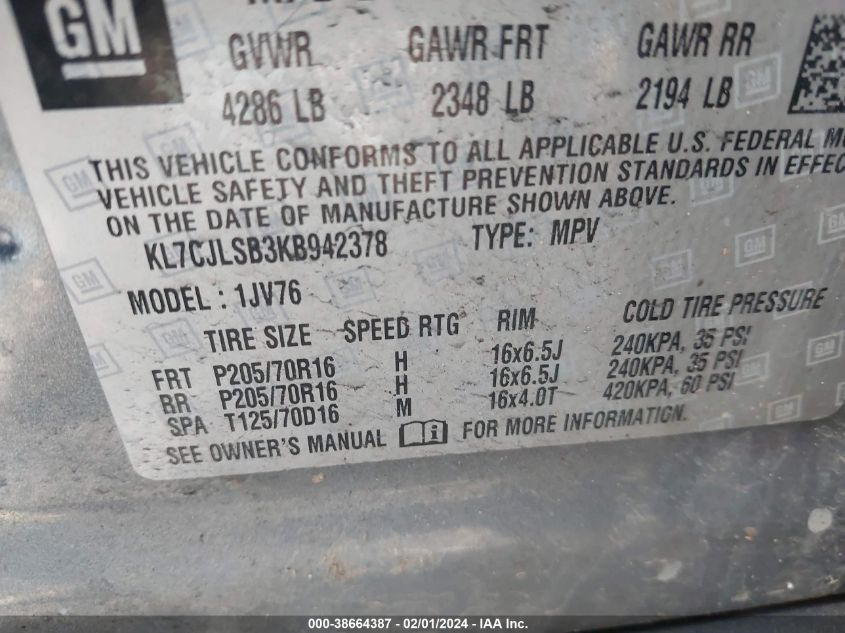 GM
GVWR GAWR FRT GAWR RR
4286 LB 2348 LB 2194 LB
THIS VEHICLE CONFORMS TO ALL APPLICABLE U.S. FEDERAL
VEHICLE SAFETY AND THEFT PREVENTION STANDARDS IN EFFEC
ON THE DATE OF MANUFACTURE SHOWN ABOVE.
KL7CJLSB3KB942378 TYPE: MPV
MODEL : 1JV76
TIRE SIZE SPEED RTG RIM COLD TIRE PRESSURE
FRT P205/70R16 H 16x6.5J 240KPA, 35 PSI
RR P205/70R16 H 16x6.5J 240KPA, 35 PSI
SPA T125/70D16 M 16x4.0T 420KPA, 60 PSI
SEE OWNER'S MANUAL FOR MORE INFORMATION.
000-38664387 - 02/01/2024 - IAA Inc.